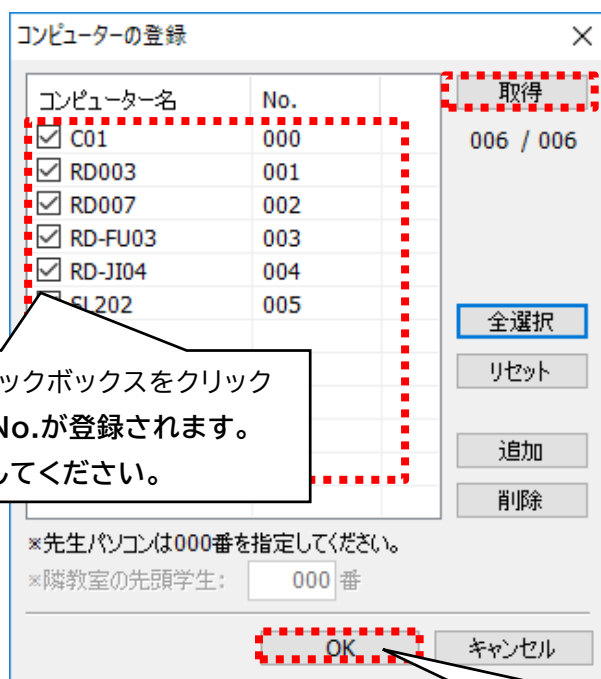 コンピューターの登録
コンピューター名 No.
取得
C01 000
006 / 006
RD003 001
RD007 002
RD-FU03 003
RD-JI04 004
SL202 005
全選択
ックボックスをクリック
リセット
No.が登録されます。
追加
してください。
削除
※先生パソコンは000番を指定してください。
※隣教室の先頭学生: 000 番
OK キャンセル